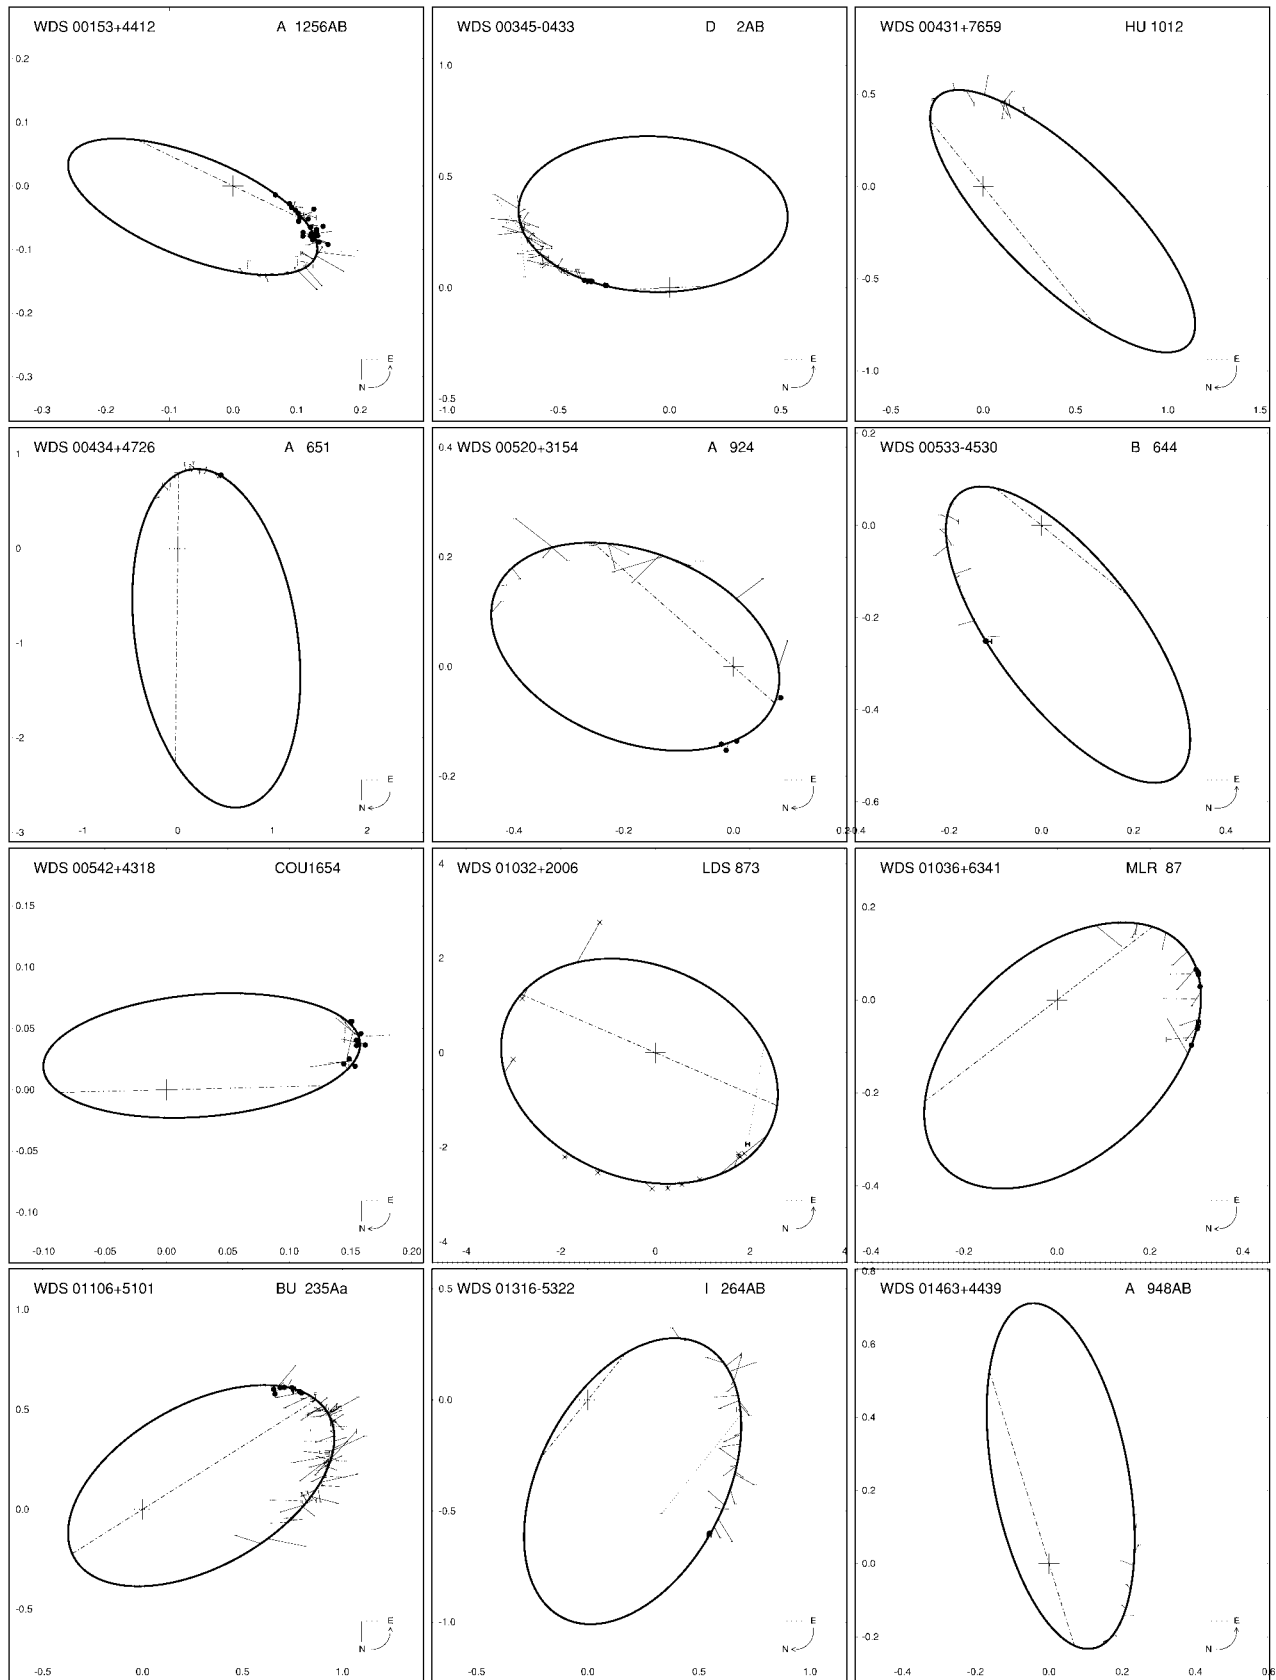 WDS 00153+4412 A 1256AB
0.2
0.1
0.0
-0.1
-0.2
-0.3
E
N
-0.3 -0.1 0.0 0.1 0.2
WDS 00345-0433 D 2AB
1.0
0.5
0.0
-0.5
-1.0 0.0 0.5
WDS 00431+7659 HU 1012
0.5
0.0
-0.5
-1.0
E
N
-0.5 0.0 0.5 1.0 1.5
WDS 00434+4726 A 651
1
0
-1
-2
-3
E
N
-1 0 1 2
WDS 00520+3154 A 924
0.4
0.2
0.0
-0.2
E
N
-0.4 -0.2 0.0 0.2
WDS 00533-4530 B 644
0.2
0.0
-0.2
-0.4
-0.6
E
N
-0.4 -0.2 0.0 0.2 0.4
WDS 00542+4318 COU1654
0.15
0.10
0.05
0.00
-0.05
-0.10
E
N
-0.10 0.00 0.05 0.10 0.15 0.20
WDS 01032+2006 LDS 873
4
2
0
-2
-4
E
N
-4 -2 0 2 4
WDS 01036+6341 MLR 87
0.2
0.0
-0.2
-0.4
E
N
-0.4 -0.2 0.0 0.2 0.4
WDS 01106+5101 BU 235Aa
1.0
0.5
0.0
-0.5
E
N
-0.5 0.0 0.5 1.0
WDS 01316-5322 I 264AB
0.5
0.0
-0.5
-1.0
E
N
-0.5 0.0 0.5 1.0
WDS 01463+4439 A 948AB
0.8
0.6
0.4
0.2
0.0
-0.2
E
N
-0.4 -0.2 0.0 0.2 0.4 0.6